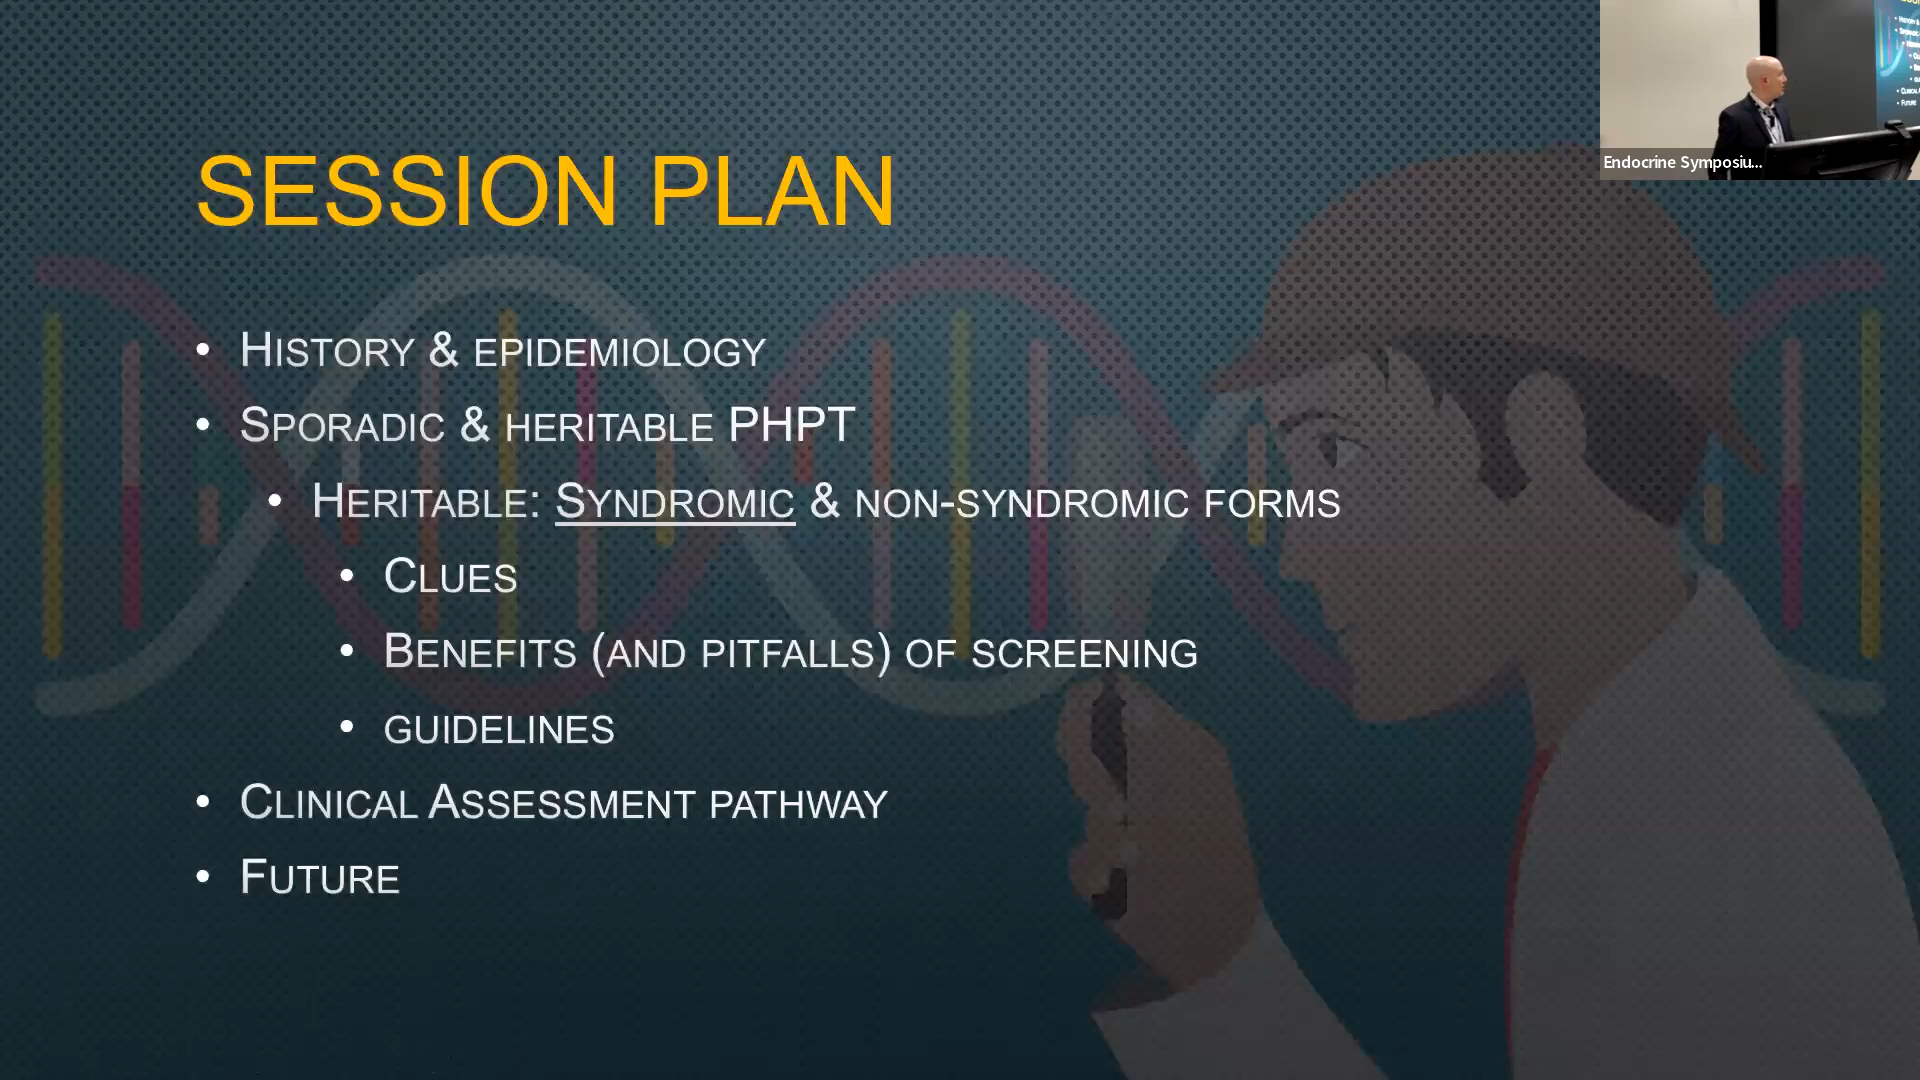 SESSION PLAN
• HISTORY & EPIDEMIOLOGY
• SPORADIC & HERITABLE PHPT
• HERITABLE: SYNDROMIC & NON-SYNDROMIC FORMS
• CLUES
• BENEFITS (AND PITFALLS) OF SCREENING
• GUIDELINES
• CLINICAL ASSESSMENT PATHWAY
• FUTURE
Endocrine Symposiu...